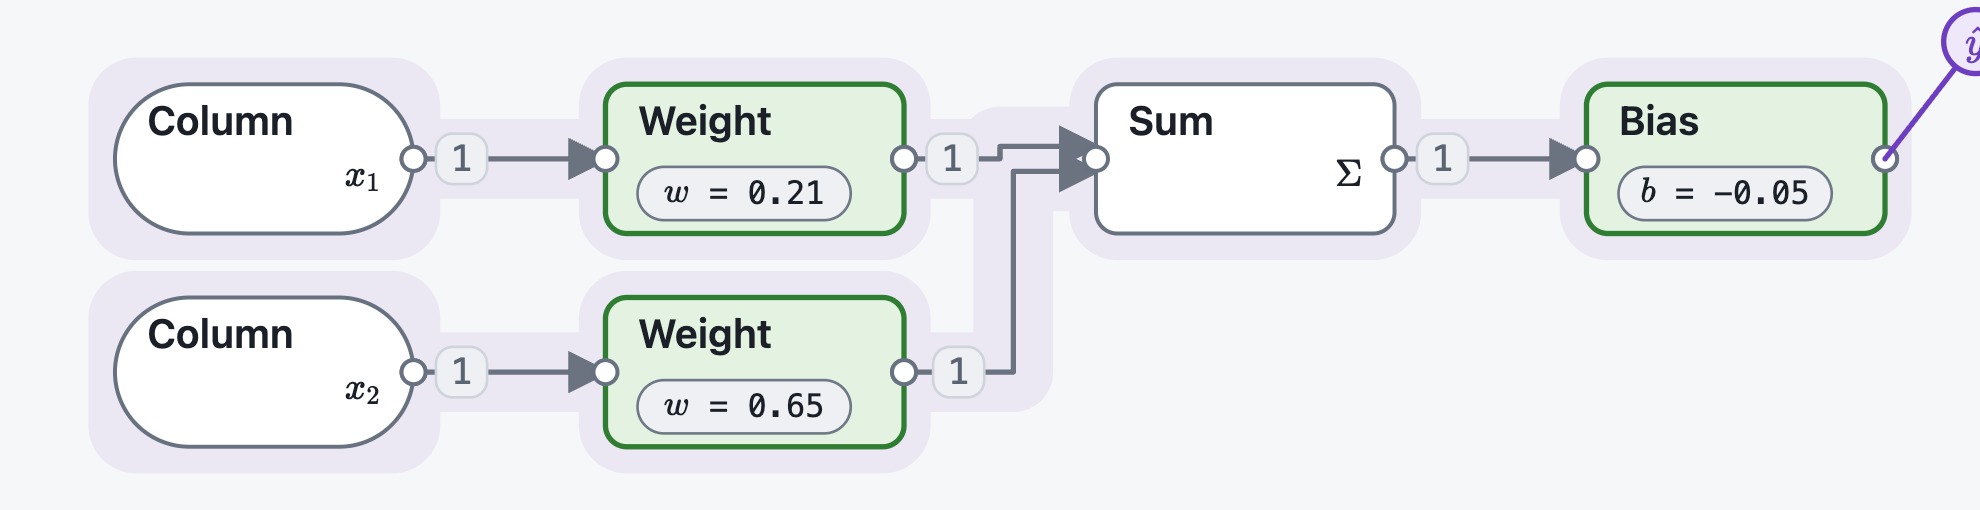 Column
x₁
1
Weight
w = 0.21
1
Sum
Σ
1
Bias
b = −0.05
ŷ
Column
x₂
1
Weight
w = 0.65
1